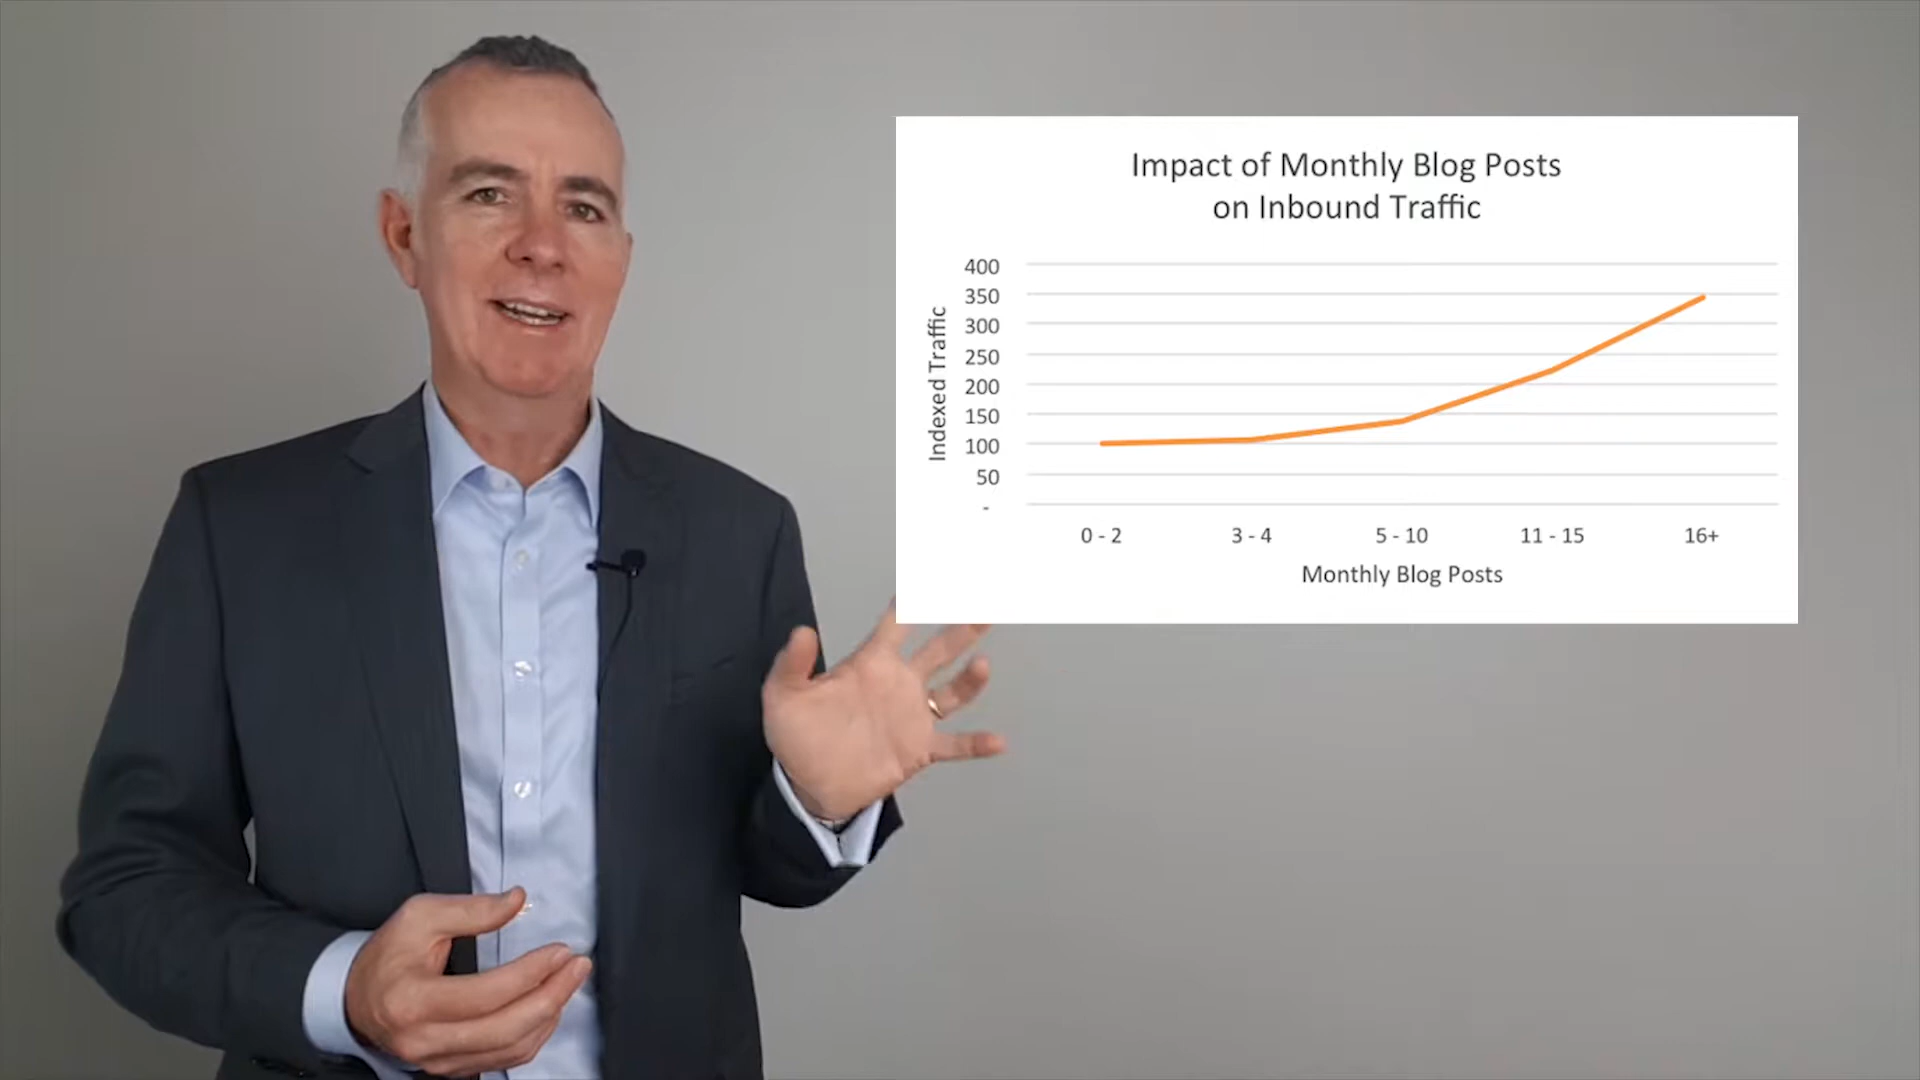 Impact of Monthly Blog Posts
on Inbound Traffic
Indexed Traffic
400
350
300
250
200
150
100
50
-
0 - 2
3 - 4
5 - 10
11 - 15
16+
Monthly Blog Posts